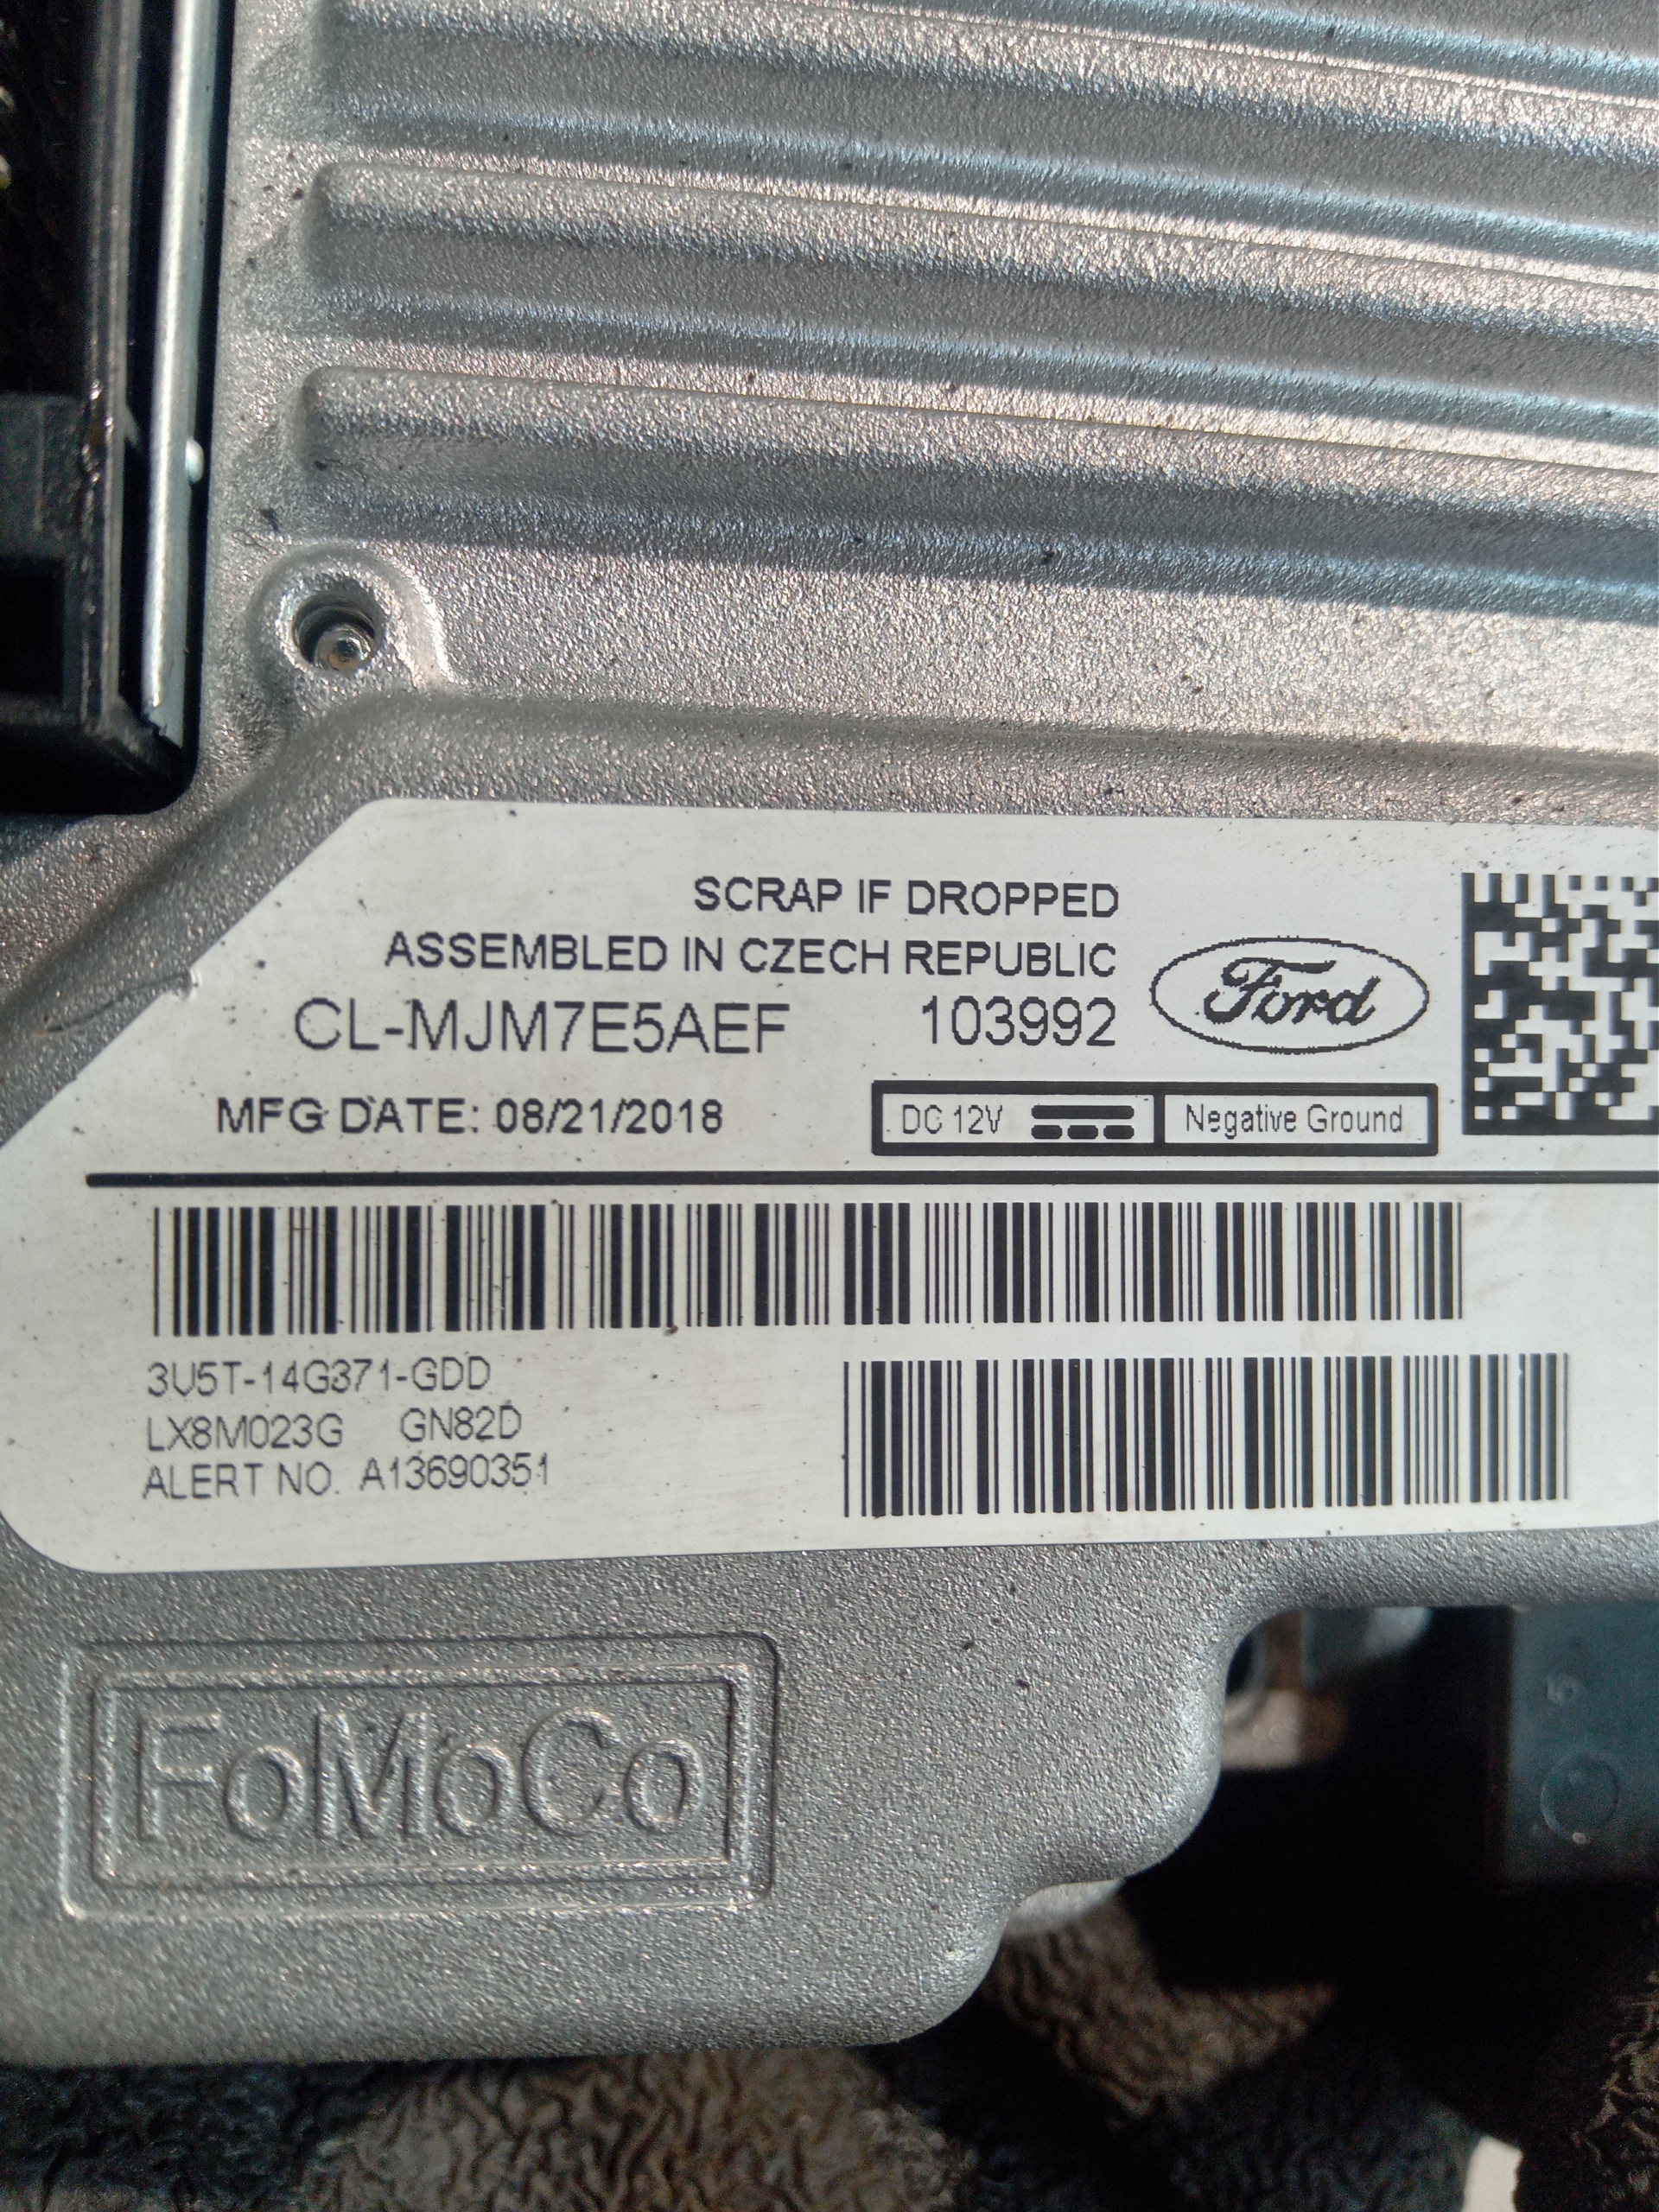 SCRAP IF DROPPED
ASSEMBLED IN CZECH REPUBLIC
CL-MJM7E5AEF 103992
Ford
MFG DATE: 08/21/2018
DC 12V Negative Ground
3U5T-14G371-GDD
LX8M023G GN82D
ALERT NO. A13690351
FoMoCo